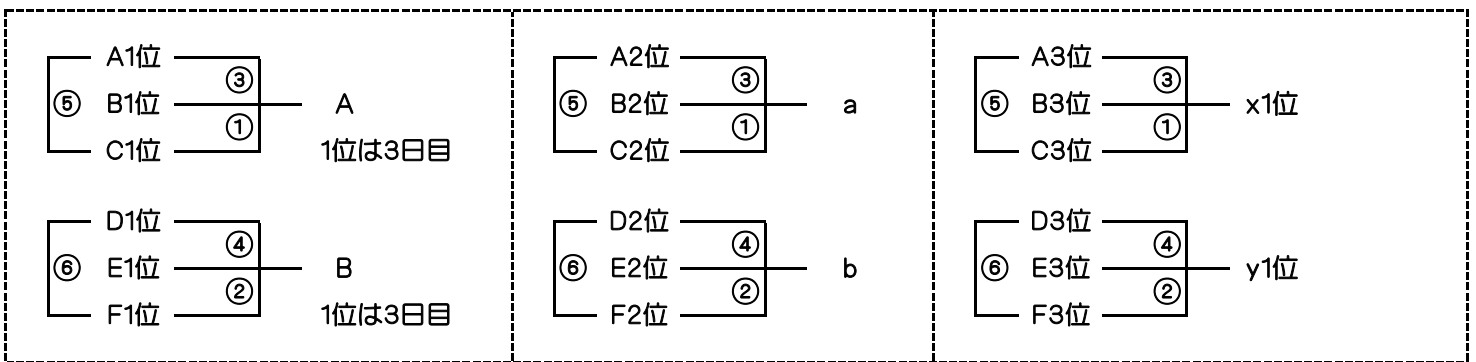 A1位
③
⑤ B1位 A
①
C1位 1位は3日目
D1位
④
⑥ E1位 B
②
F1位 1位は3日目
A2位
③
⑤ B2位 a
①
C2位
D2位
④
⑥ E2位 b
②
F2位
A3位
③
⑤ B3位 x1位
①
C3位
D3位
④
⑥ E3位 y1位
②
F3位